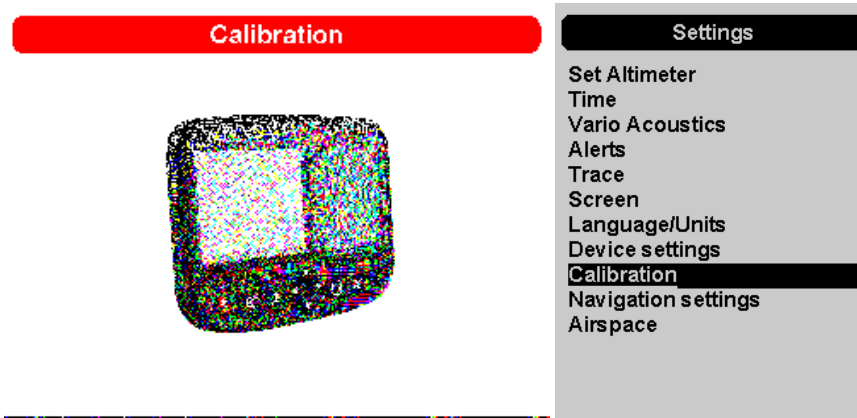 Calibration
Settings
Set Altimeter
Time
Vario Acoustics
Alerts
Trace
Screen
Language/Units
Device settings
Calibration
Navigation settings
Airspace